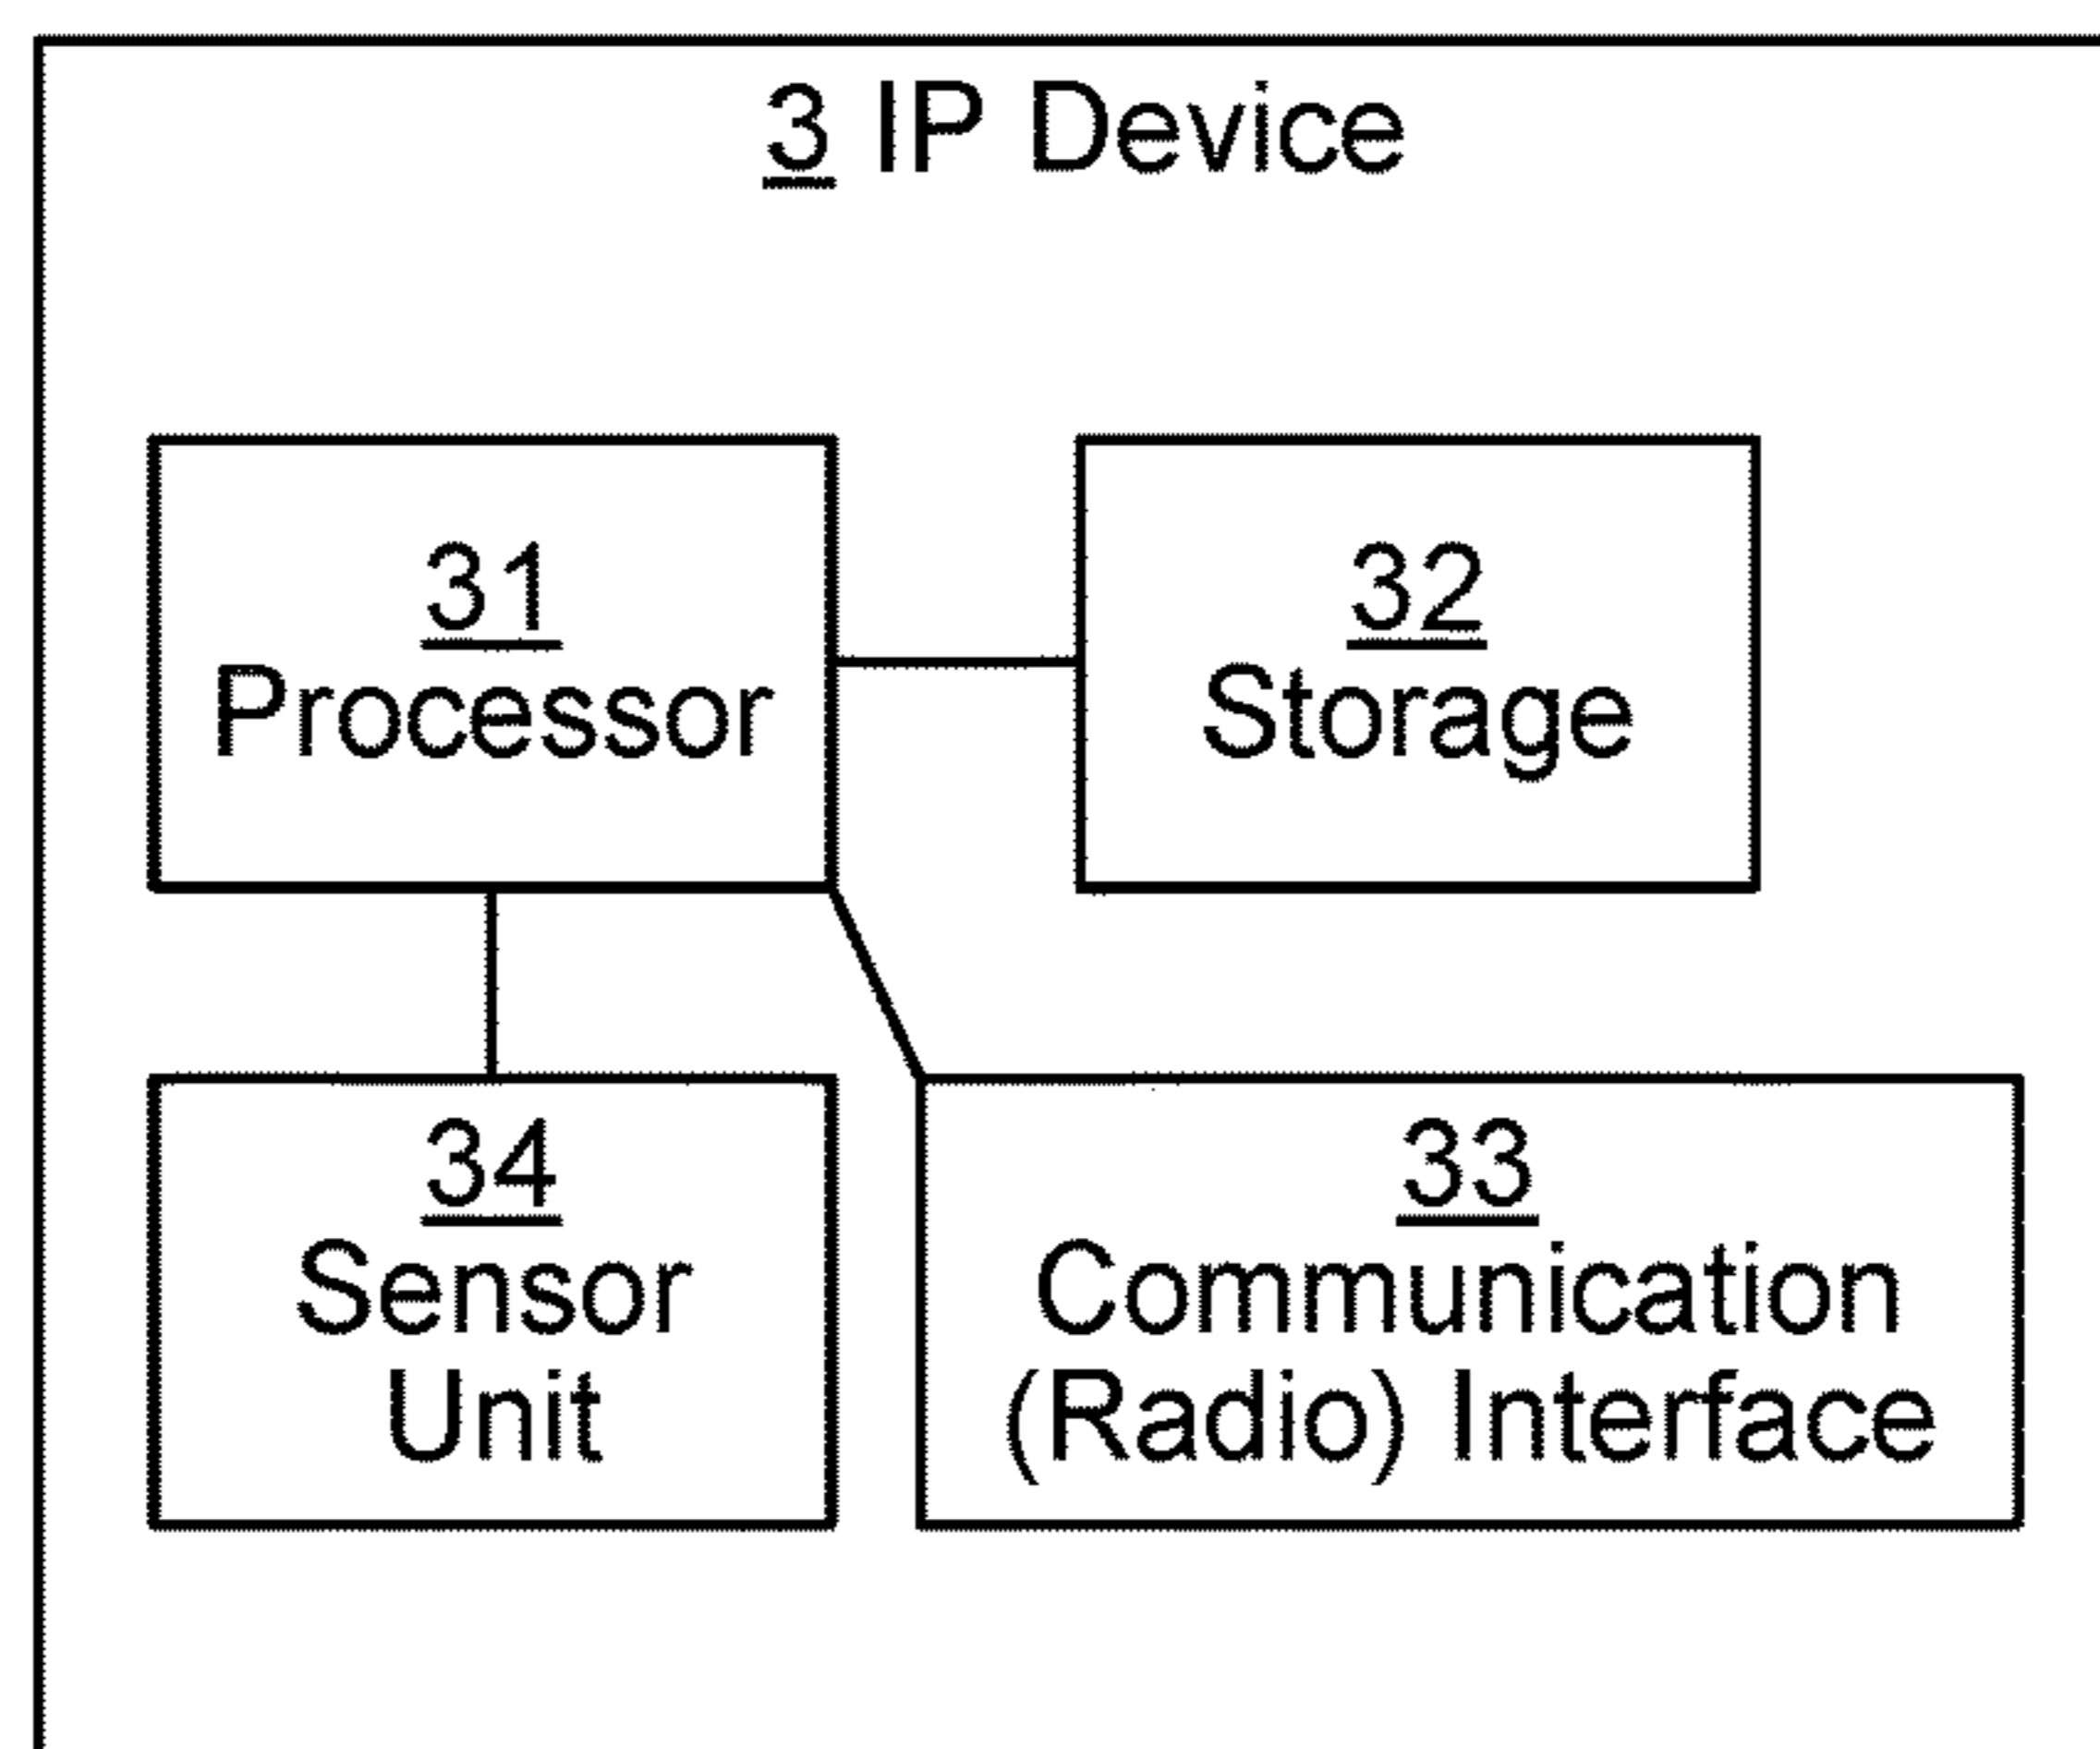 3 IP Device
31
Processor
32
Storage
34
Sensor
Unit
33
Communication
(Radio) Interface